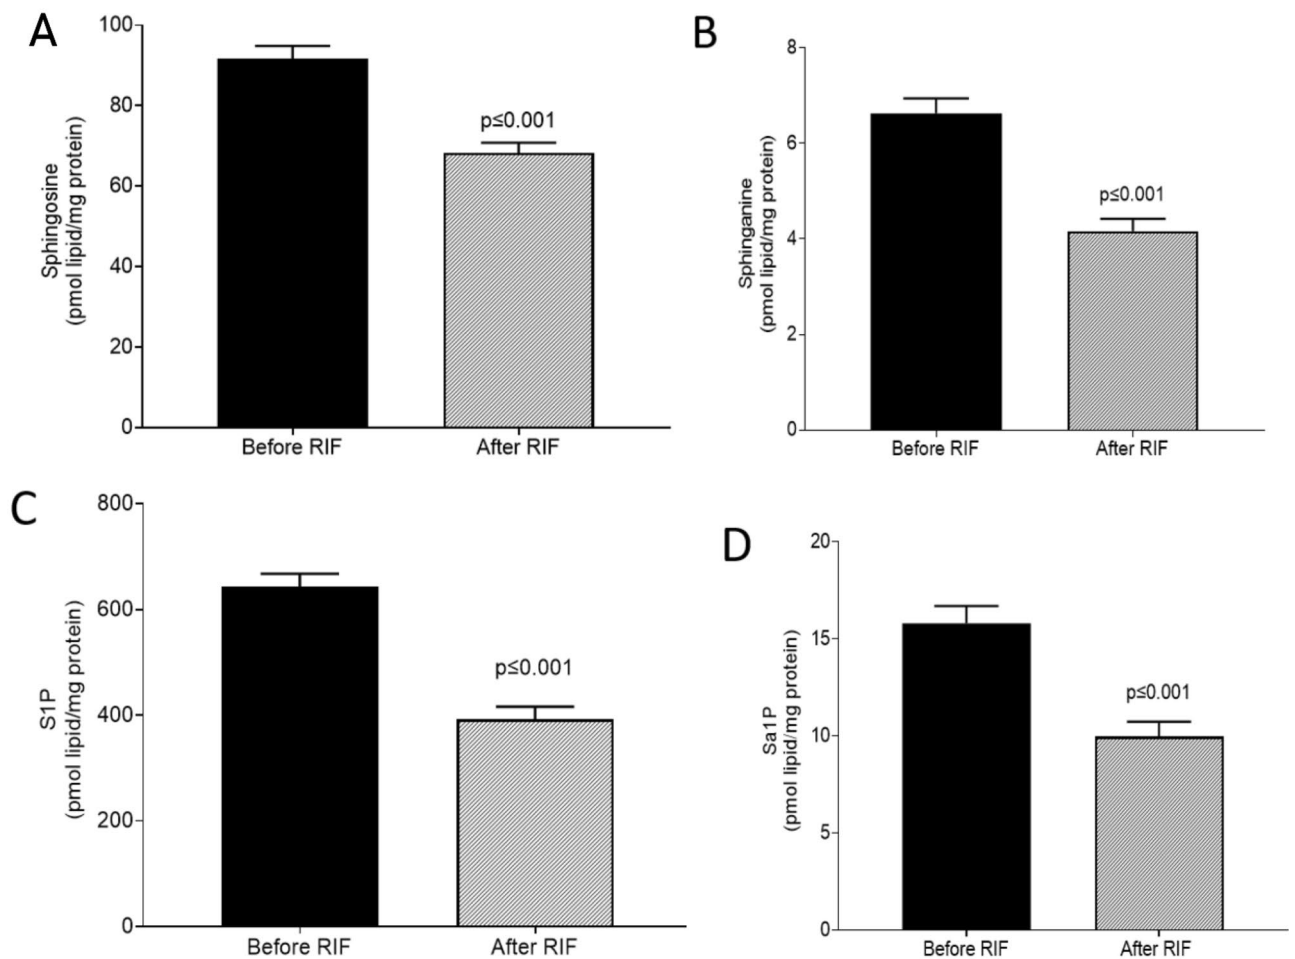 A
Sphingosine
(pmol lipid/mg protein)
100
80
60
40
20
0
p≤0.001
Before RIF
After RIF
B
Sphinganine
(pmol lipid/mg protein)
8
6
4
2
0
p≤0.001
Before RIF
After RIF
C
S1P
(pmol lipid/mg protein)
800
600
400
200
0
p≤0.001
Before RIF
After RIF
D
Sa1P
(pmol lipid/mg protein)
20
15
10
5
0
p≤0.001
Before RIF
After RIF